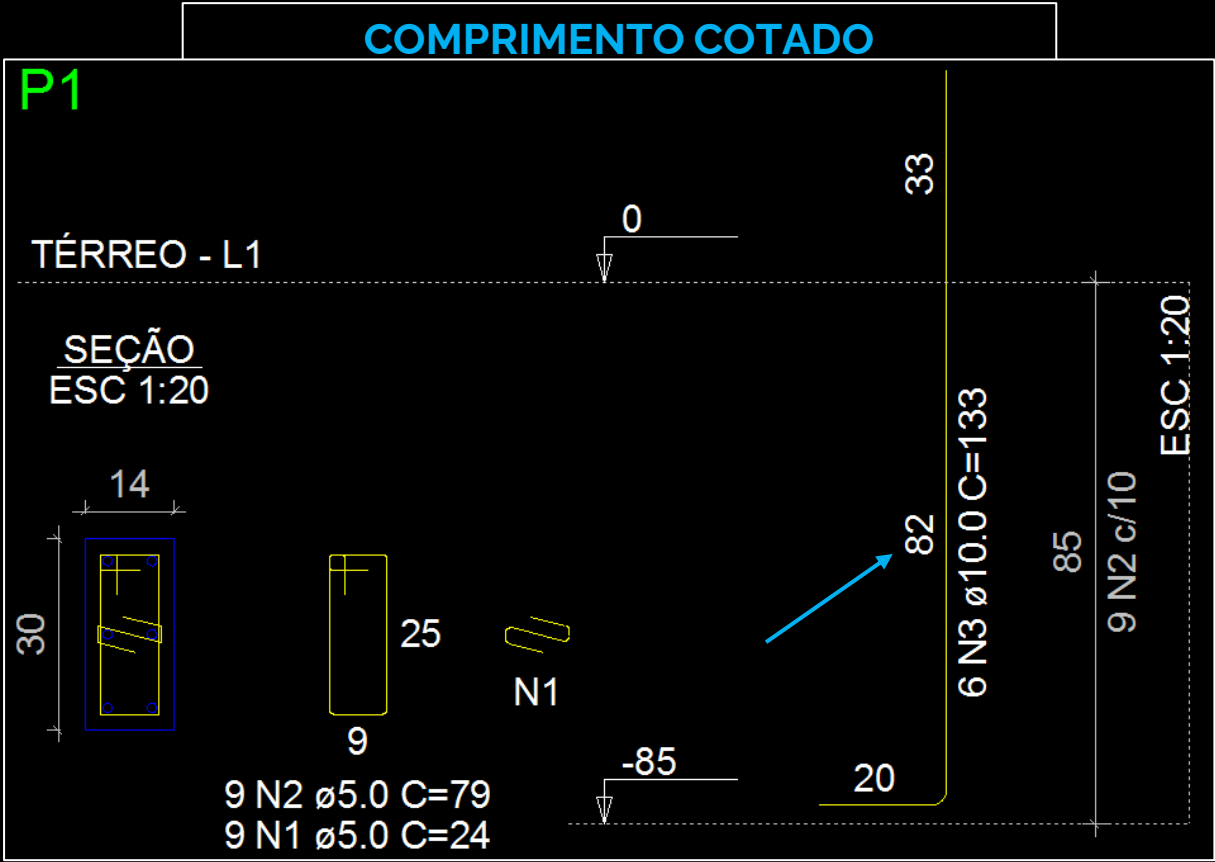 COMPRIMENTO COTADO
P1
33
0
TÉRREO - L1
SEÇÃO
ESC 1:20
ESC 1:20
14
30
25
9
N1
82
6 N3 ø10.0 C=133
85
9 N2 c/10
-85
20
9 N2 ø5.0 C=79
9 N1 ø5.0 C=24